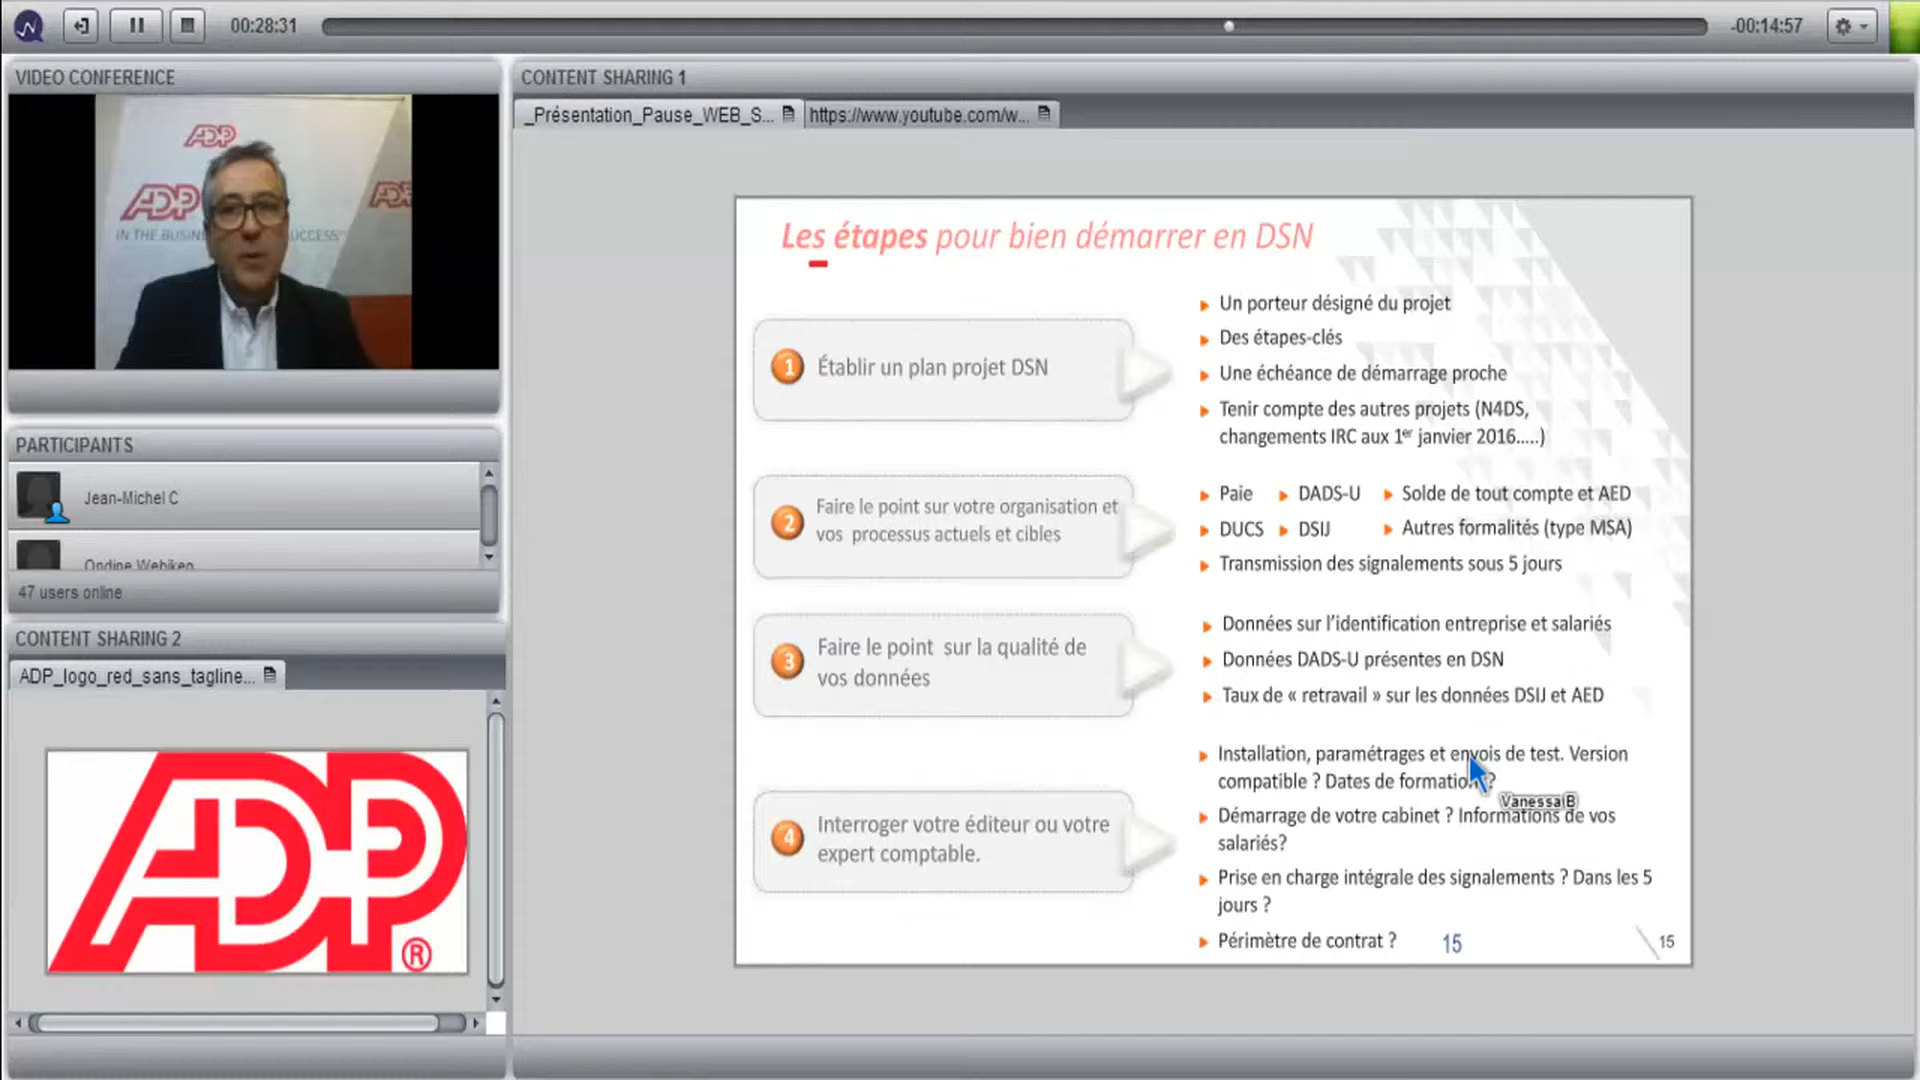 00:28:31
-00:14:57
VIDEO CONFERENCE
ADP
ADP
ADP
IN THE BUSIN
UCCESS
PARTICIPANTS
Jean-Michel C
Ondine Webiken
47 users online
CONTENT SHARING 2
ADP_logo_red_sans_tagline...
ADP®
CONTENT SHARING 1
_Présentation_Pause_WEB_S...
https://www.youtube.com/w...
Les étapes pour bien démarrer en DSN
1 Établir un plan projet DSN
Un porteur désigné du projet
Des étapes-clés
Une échéance de démarrage proche
Tenir compte des autres projets (N4DS,
changements IRC aux 1er janvier 2016.....)
2 Faire le point sur votre organisation et
vos processus actuels et cibles
Paie DADS-U Solde de tout compte et AED
DUCS DSIJ Autres formalités (type MSA)
Transmission des signalements sous 5 jours
3 Faire le point sur la qualité de
vos données
Données sur l'identification entreprise et salariés
Données DADS-U présentes en DSN
Taux de « retravail » sur les données DSIJ et AED
4 Interroger votre éditeur ou votre
expert comptable.
Installation, paramétrages et envois de test. Version
compatible ? Dates de formation ?
VanessaB
Démarrage de votre cabinet ? Informations de vos
salariés?
Prise en charge intégrale des signalements ? Dans les 5
jours ?
Périmètre de contrat ?
15
15